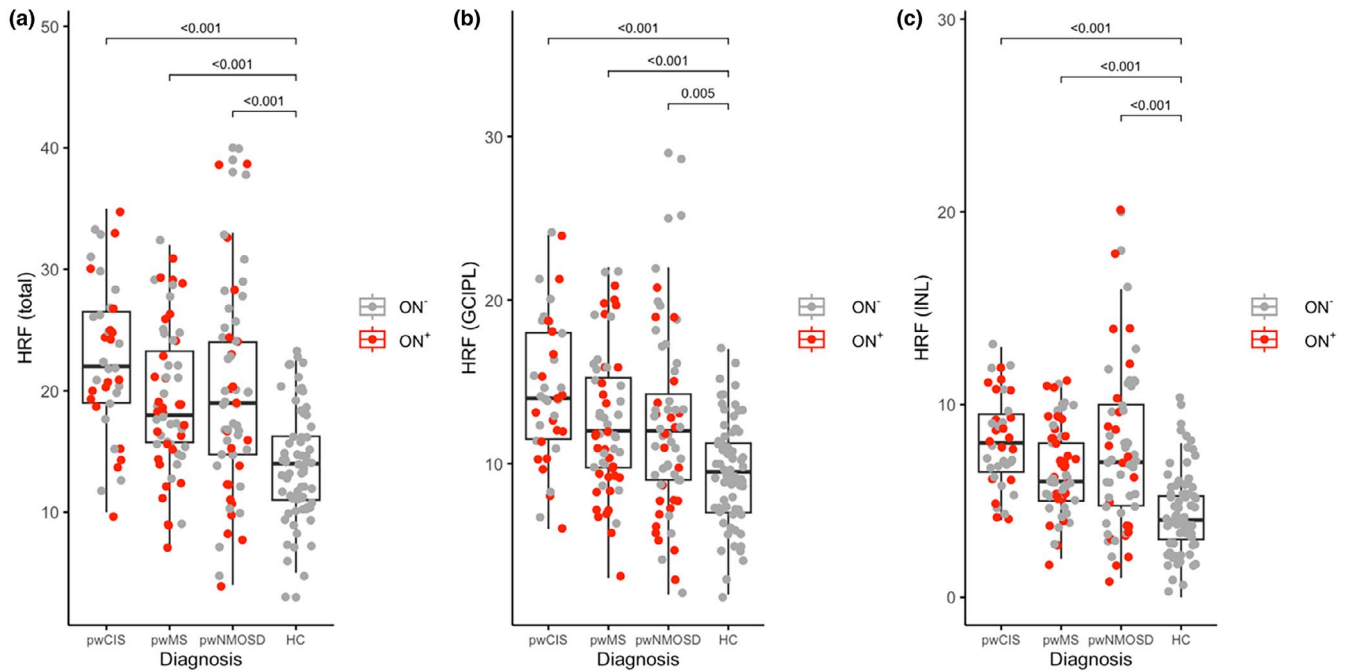 (a)
50
40
30
20
10
HRF (total)
<0.001
<0.001
<0.001
pwCIS pwMS pwNMOSD HC
Diagnosis
ON⁻
ON⁺
(b)
30
20
10
HRF (GCIPL)
<0.001
<0.001
0.005
pwCIS pwMS pwNMOSD HC
Diagnosis
ON⁻
ON⁺
(c)
30
20
10
0
HRF (INL)
<0.001
<0.001
<0.001
pwCIS pwMS pwNMOSD HC
Diagnosis
ON⁻
ON⁺